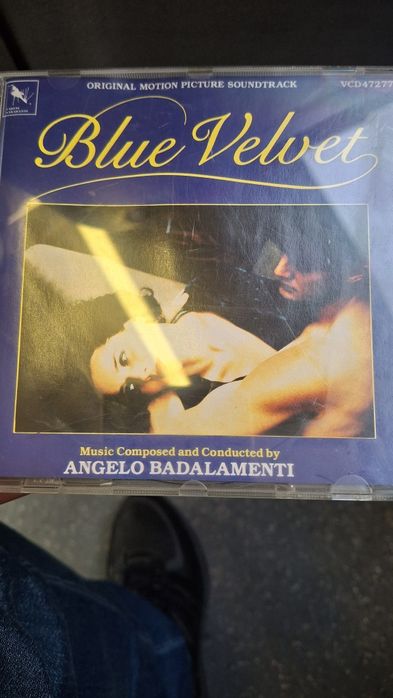 ORIGINAL MOTION PICTURE SOUNDTRACK
VCD47277
Blue Velvet
Music Composed and Conducted by
ANGELO BADALAMENTI